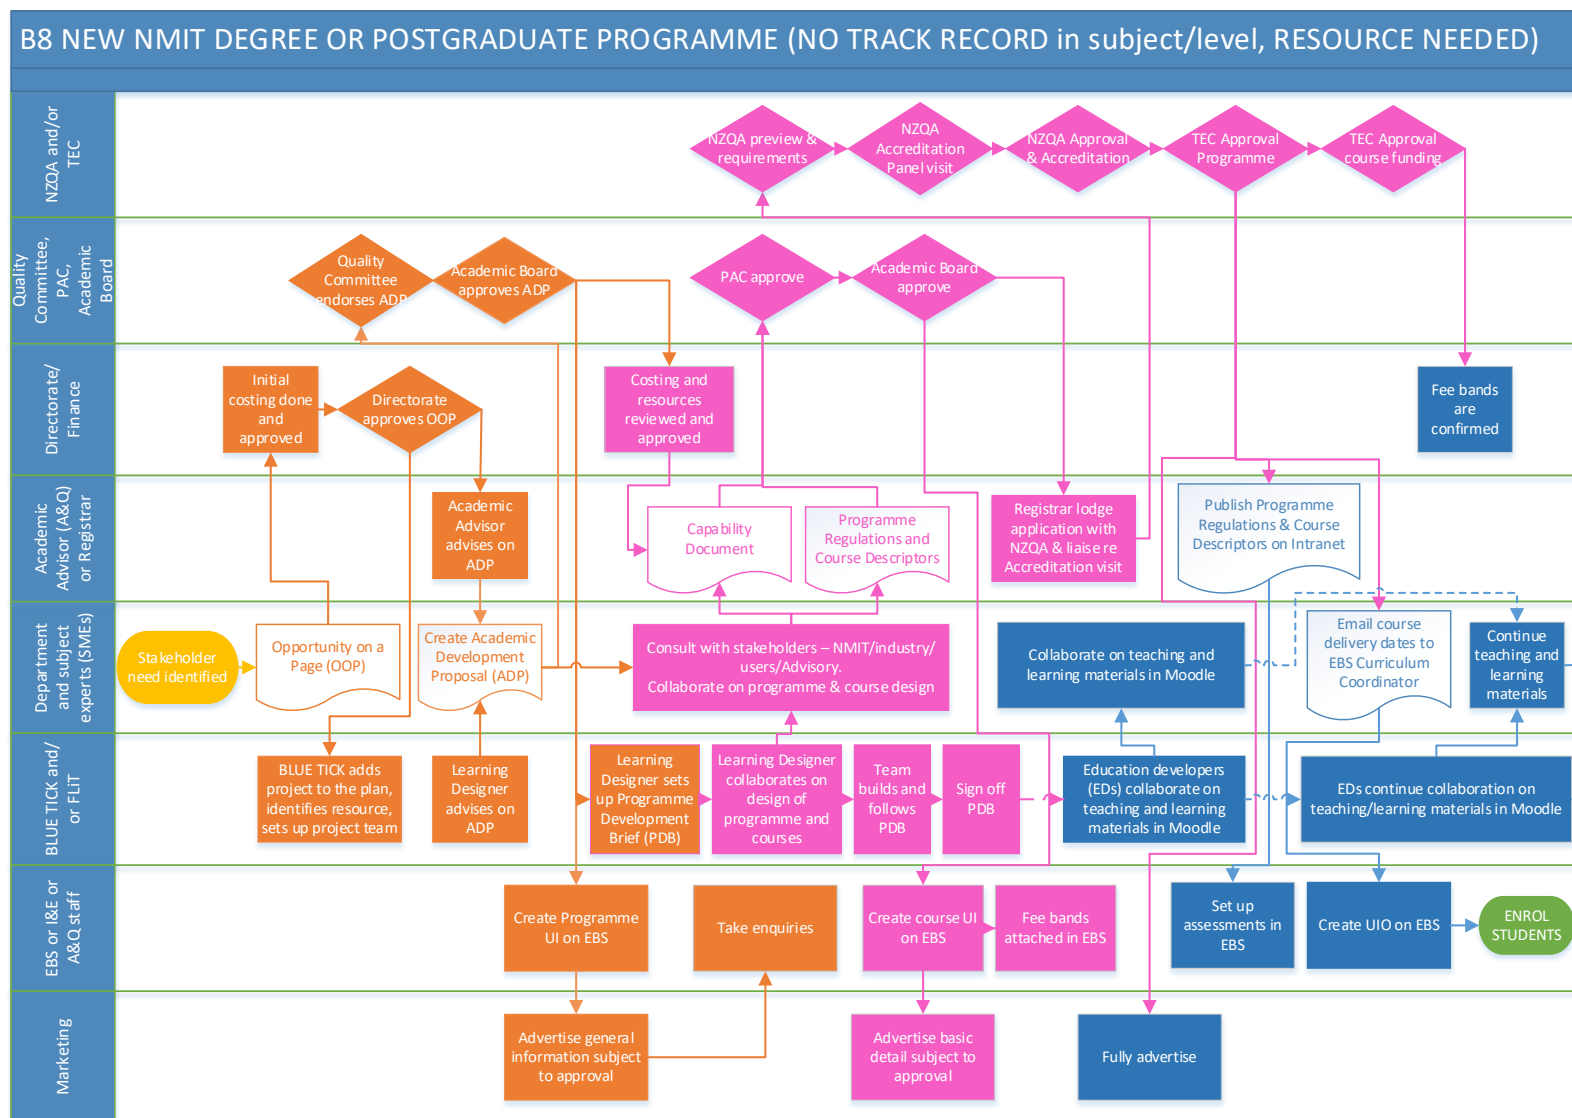 B8 NEW NMIT DEGREE OR POSTGRADUATE PROGRAMME (NO TRACK RECORD in subject/level, RESOURCE NEEDED)
NZQA and/or
TEC
NZQA preview &
requirements
NZQA
Accreditation
Panel visit
NZQA Approval
& Accreditation
TEC Approval
Programme
TEC Approval
course funding
Quality
Committee,
PAC,
Academic
Board
Quality
Committee
endorses ADP
Academic Board
approves ADP
PAC approve
Academic Board
approve
Directorate/
Finance
Initial
costing done
and
approved
Directorate
approves OOP
Costing and
resources
reviewed and
approved
Fee bands
are
confirmed
Academic
Advisor (A&Q)
or Registrar
Academic
Advisor
advises on
ADP
Capability
Document
Programme
Regulations and
Course Descriptors
Registrar lodge
application with
NZQA & liaise re
Accreditation visit
Publish Programme
Regulations & Course
Descriptors on Intranet
Department
and subject
experts (SMEs)
Stakeholder
need identified
Opportunity on a
Page (OOP)
Create Academic
Development
Proposal (ADP)
Consult with stakeholders – NMIT/industry/
users/Advisory.
Collaborate on programme & course design
Collaborate on teaching and
learning materials in Moodle
Email course
delivery dates to
EBS Curriculum
Coordinator
Continue
teaching and
learning
materials
BLUE TICK and/
or FLIT
BLUE TICK adds
project to the plan,
identifies resource,
sets up project team
Learning
Designer
advises on
ADP
Learning
Designer sets
up Programme
Development
Brief (PDB)
Learning Designer
collaborates on
design of
programme and
courses
Team
builds and
follows
PDB
Sign off
PDB
Education developers
(EDs) collaborate on
teaching and learning
materials in Moodle
EDs continue collaboration on
teaching/learning materials in Moodle
EBS or I&E or
A&Q staff
Create Programme
UI on EBS
Take enquiries
Create course UI
on EBS
Fee bands
attached in EBS
Set up
assessments in
EBS
Create UIO on EBS
ENROL
STUDENTS
Marketing
Advertise general
information subject
to approval
Advertise basic
detail subject to
approval
Fully advertise